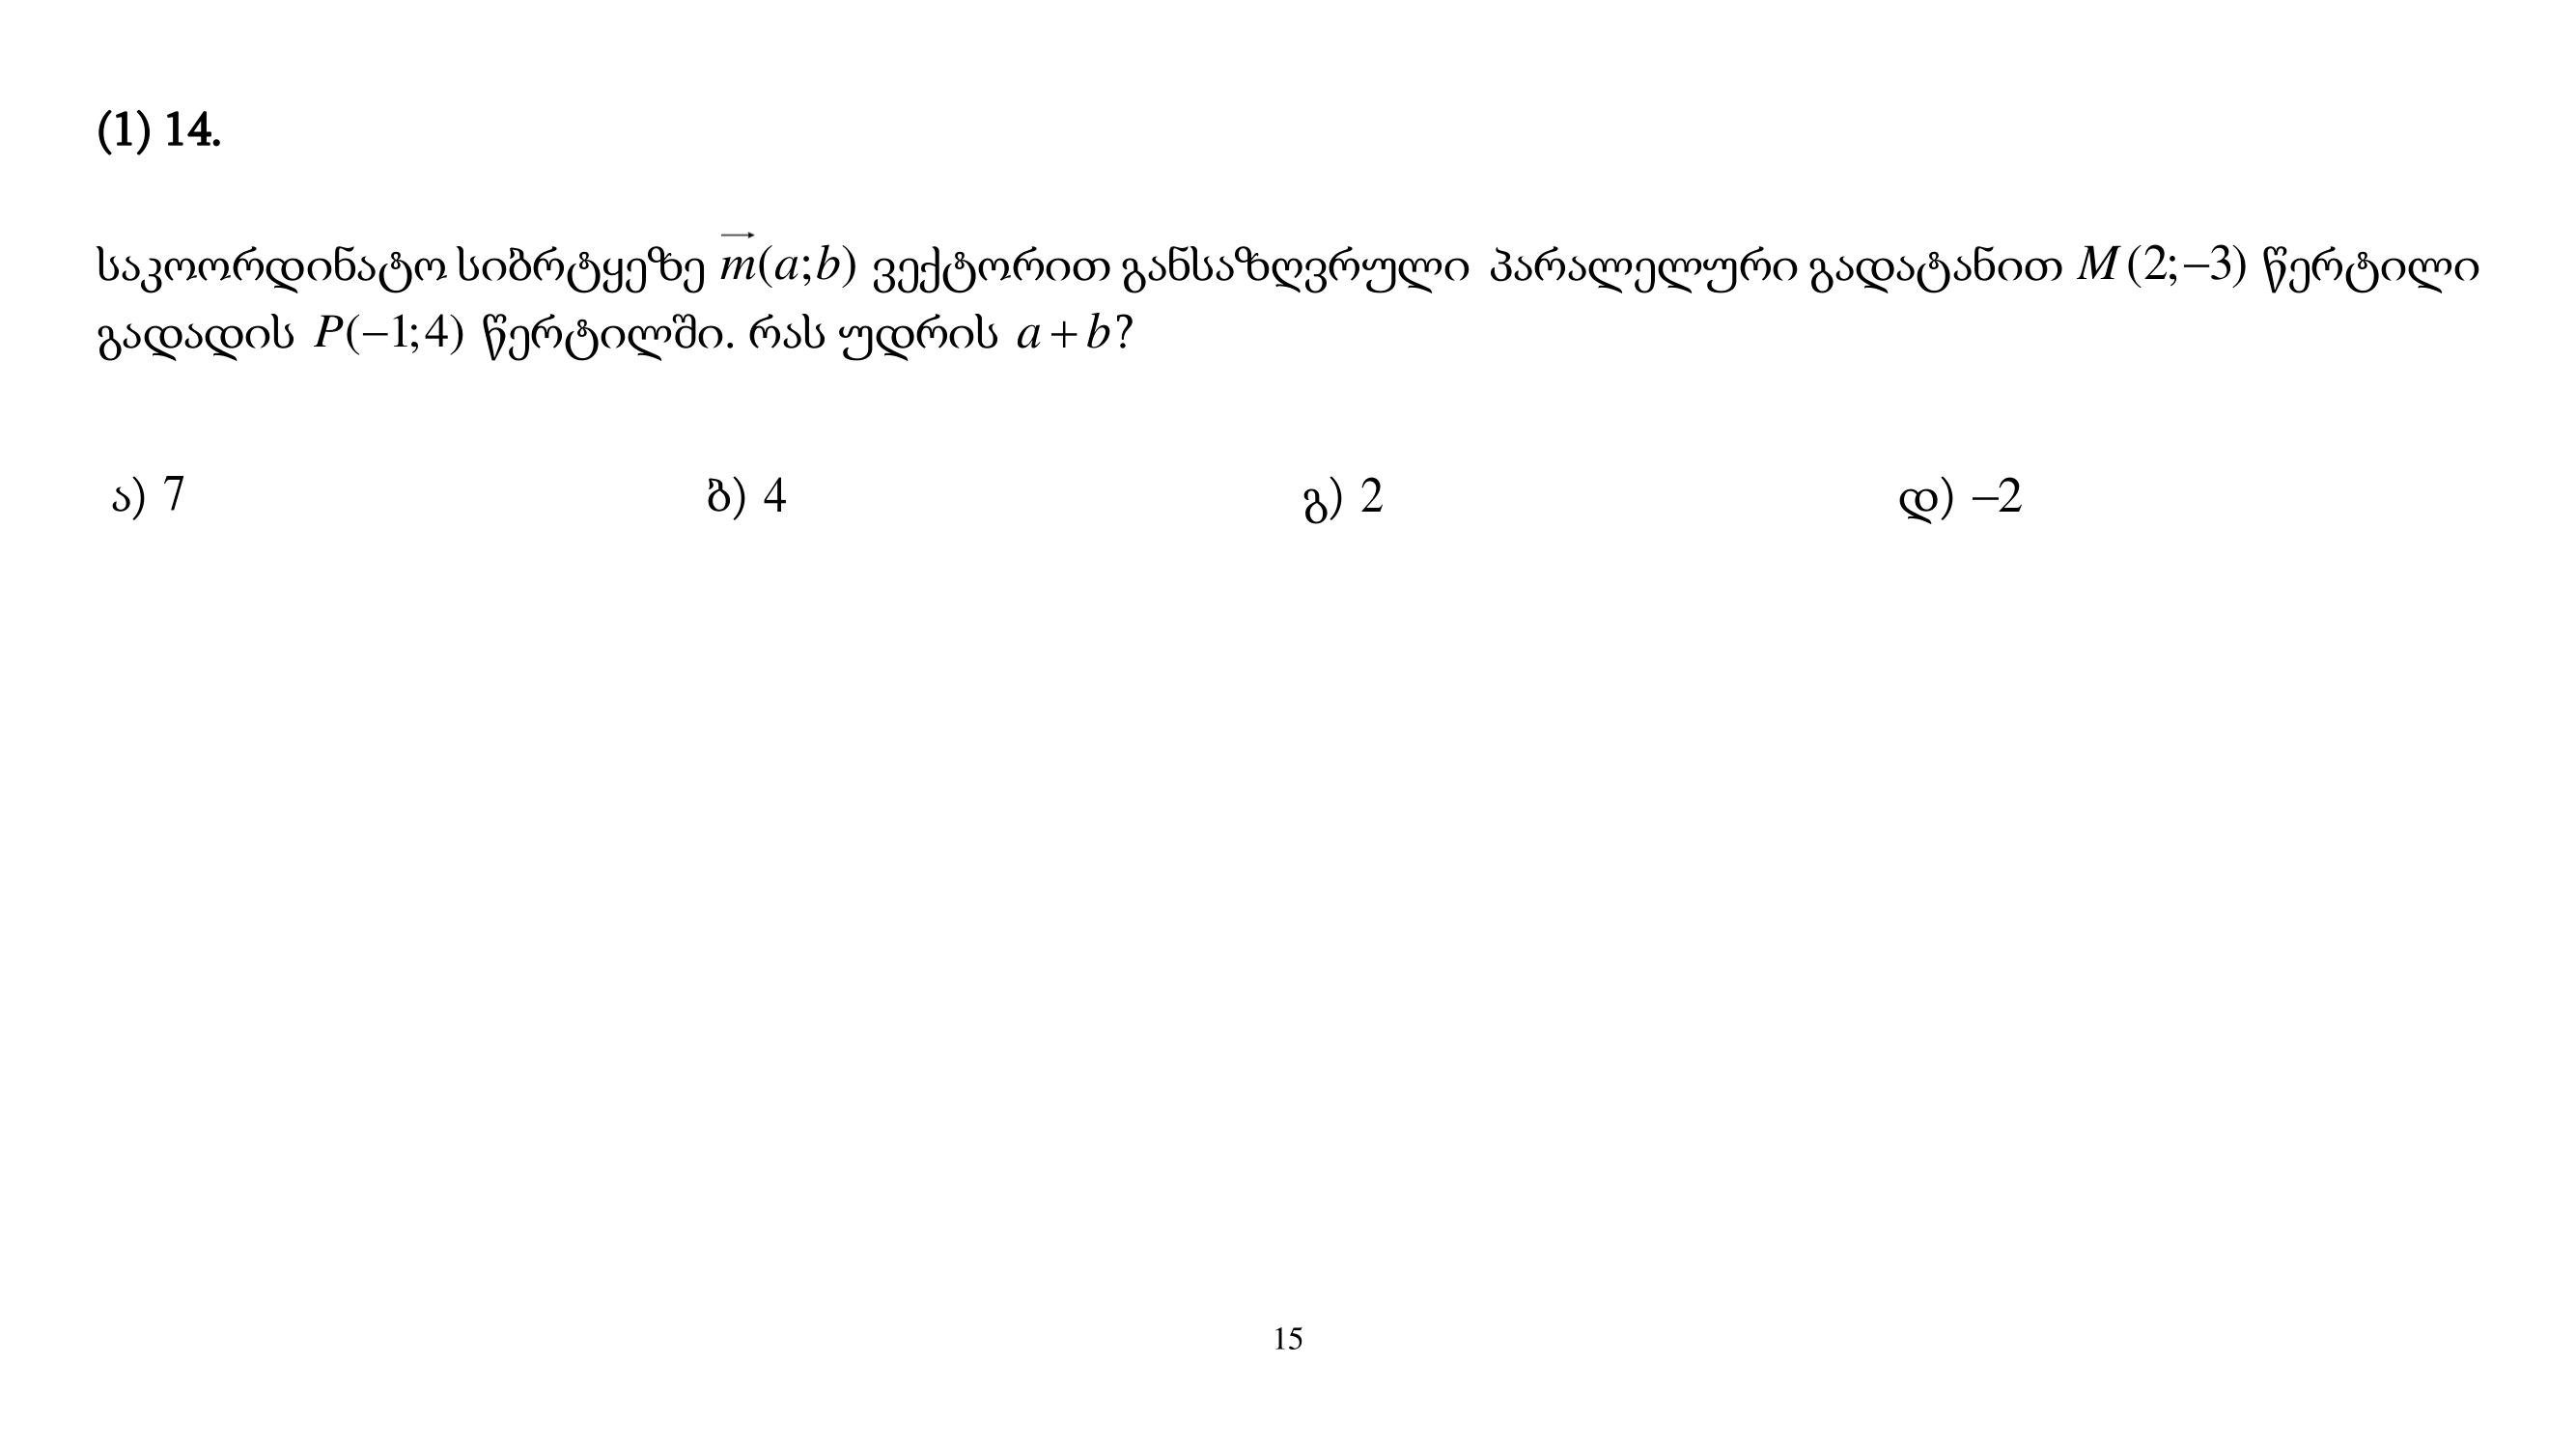 (1) 14.
საკოორდინატო სიბრტყეზე m⃗(a;b) ვექტორით განსაზღვრული პარალელური გადატანით M(2;−3) წერტილი
გადადის P(−1;4) წერტილში. რას უდრის a+b?
ა) 7 ბ) 4 გ) 2 დ) −2
15